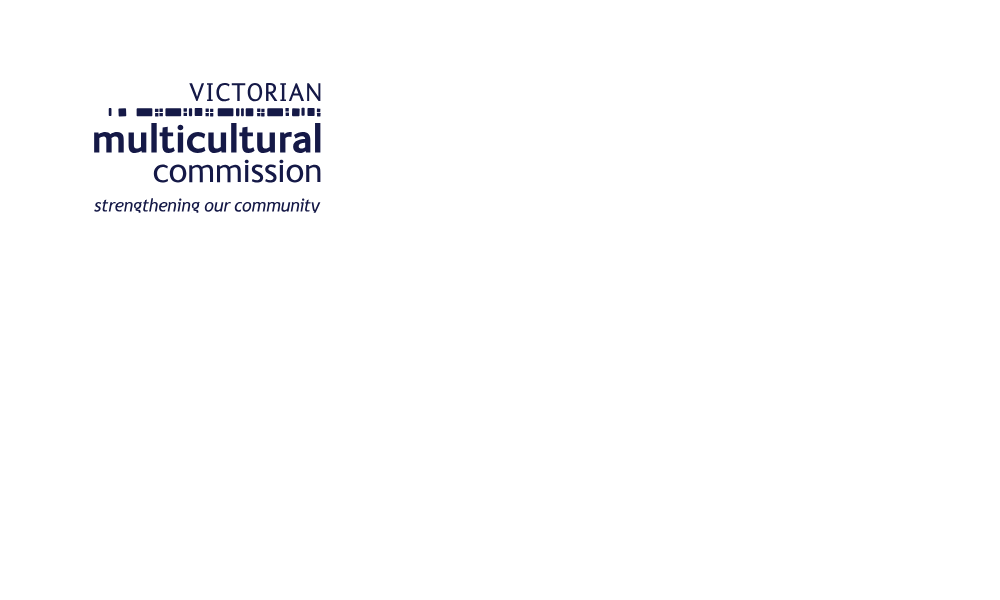 VICTORIAN
multicultural
commission
strengthening our community